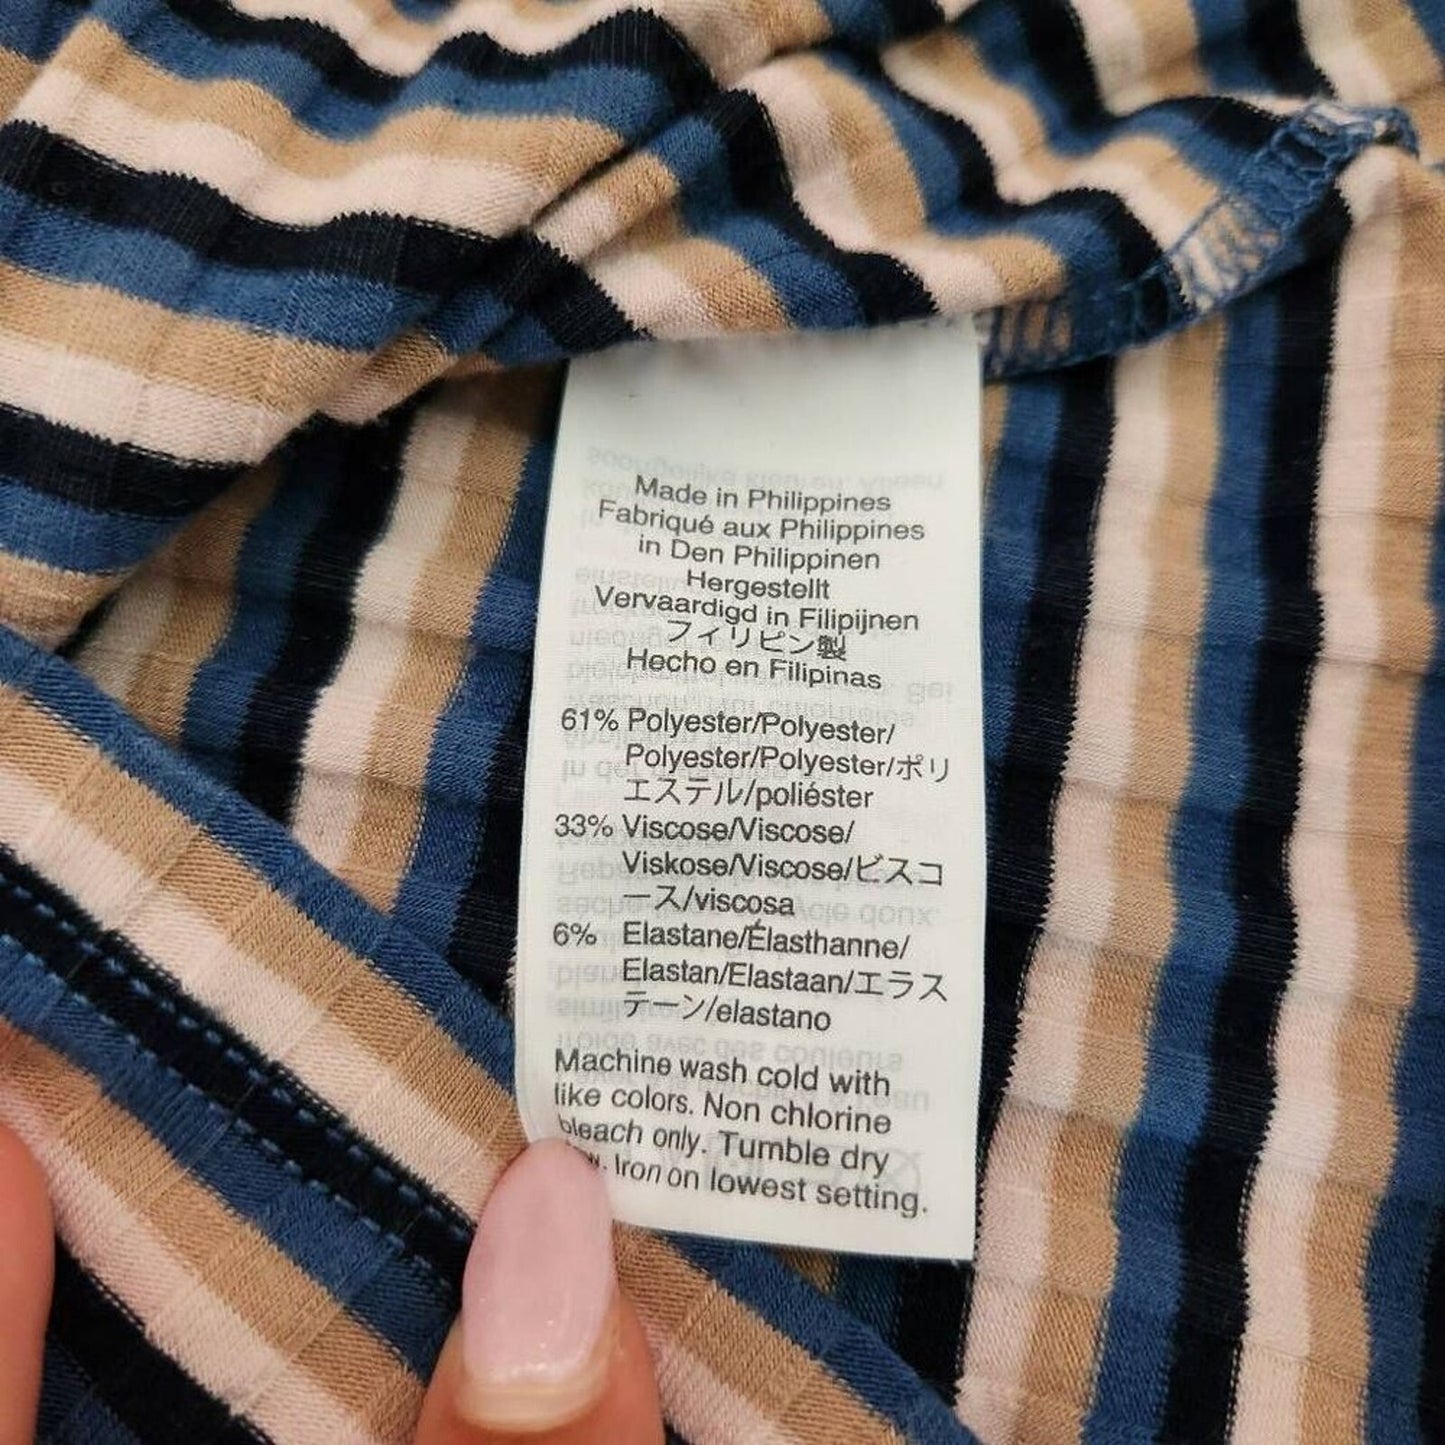 Made in Philippines
Fabriqué aux Philippines
in Den Philippinen
Hergestellt
Vervaardigd in Filipijnen
フィリピン製
Hecho en Filipinas
61% Polyester/Polyester/
Polyester/Polyester/ポリ
エステル/poliéster
33% Viscose/Viscose/
Viskose/Viscose/ビスコ
ース/viscosa
6% Elastane/Élasthanne/
Elastan/Elastaan/エラス
テーン/elastano
Machine wash cold with
like colors. Non chlorine
bleach only. Tumble dry
Iron on lowest setting.